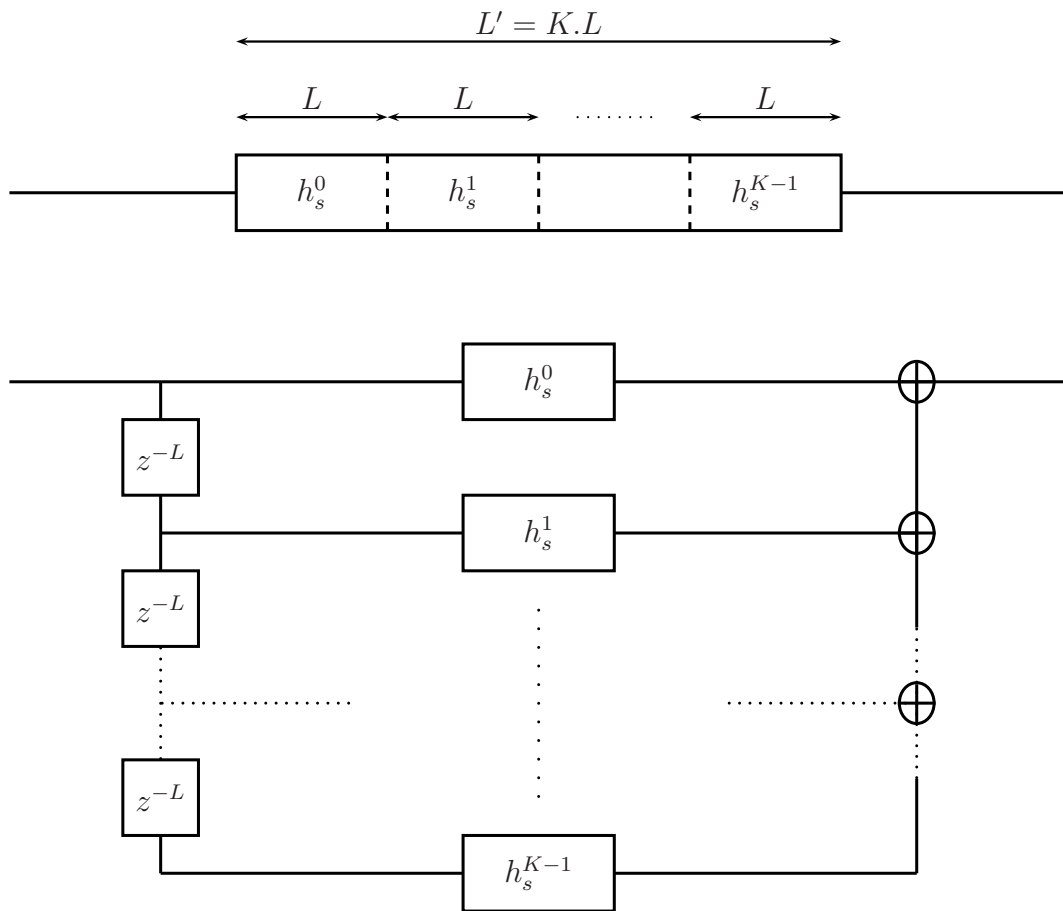 L' = K.L
L L ........ L
h_s^0 h_s^1 h_s^{K-1}
h_s^0
z^{-L}
h_s^1
z^{-L}
z^{-L}
h_s^{K-1}